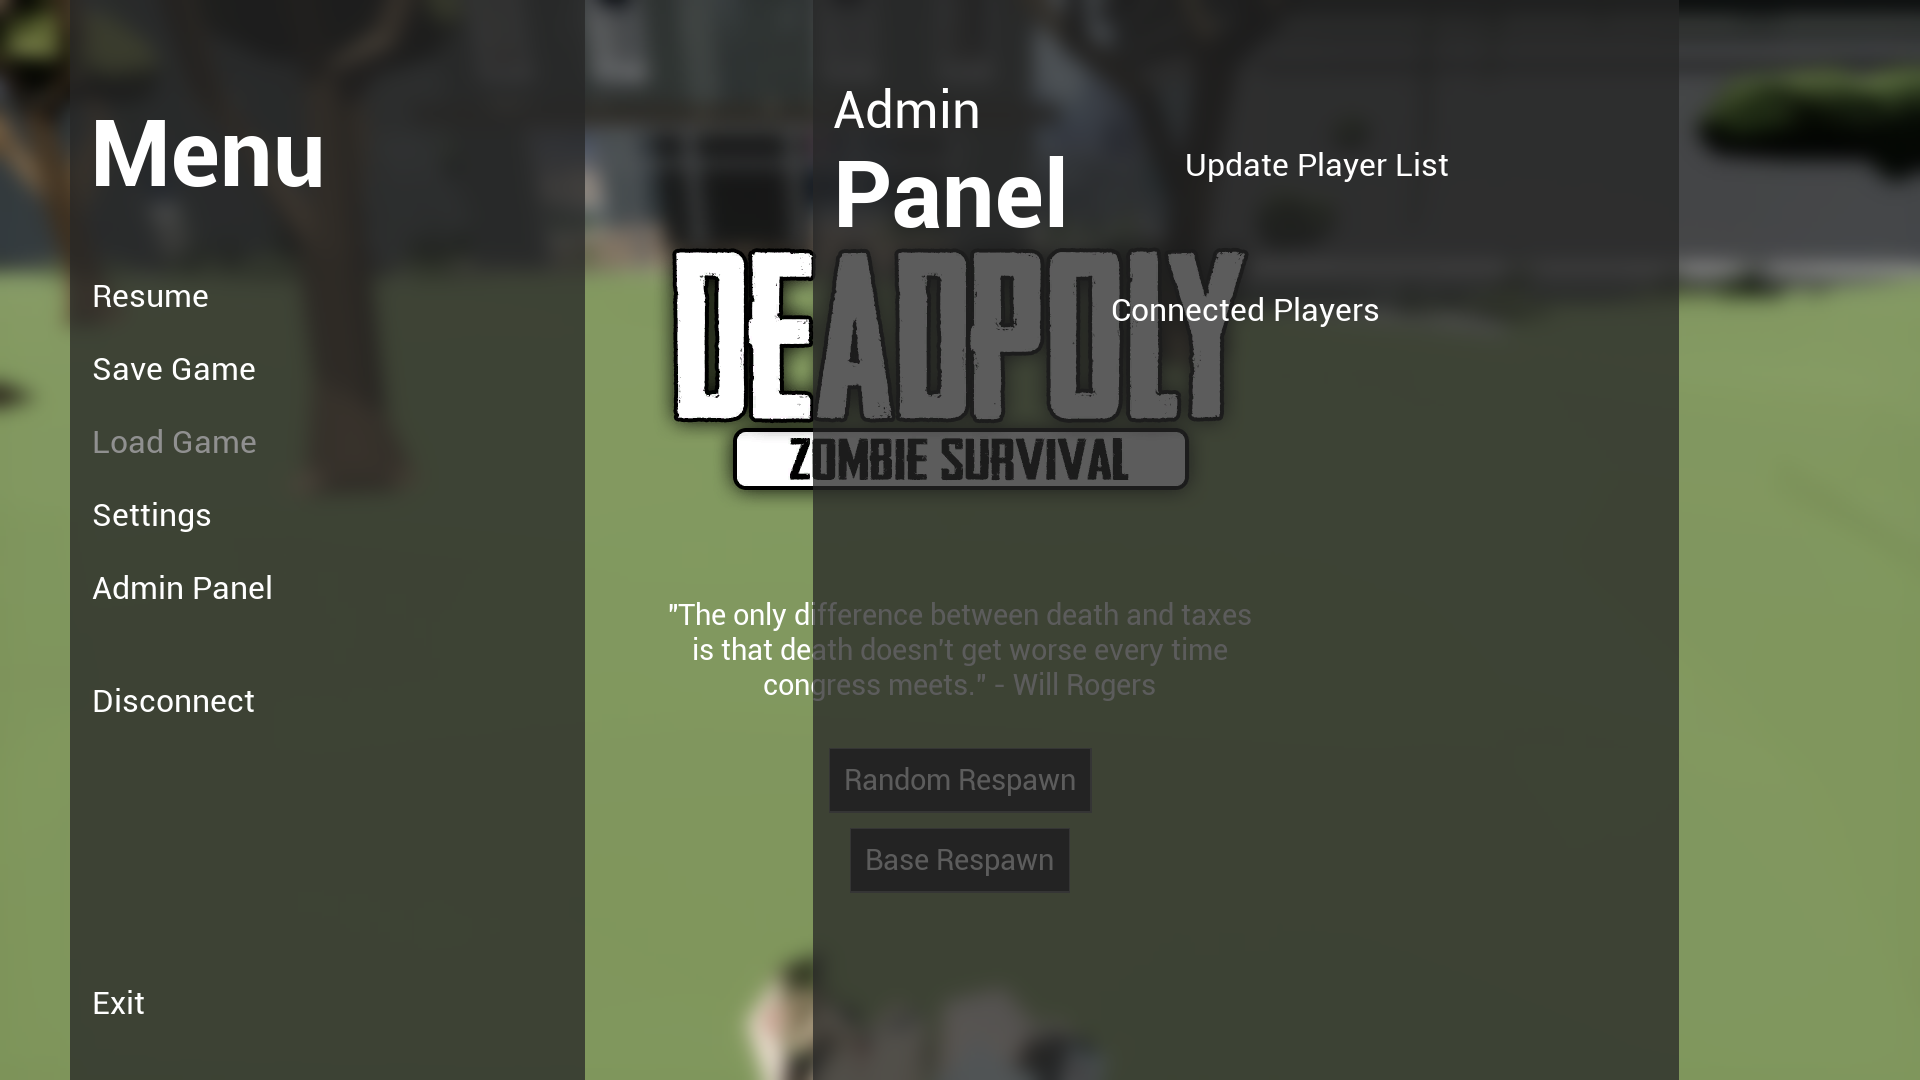 Menu
Resume
Save Game
Load Game
Settings
Admin Panel
Disconnect
Exit
Admin
Panel
Update Player List
Connected Players
DEADPOLY
ZOMBIE SURVIVAL
"The only difference between death and taxes
is that death doesn't get worse every time
congress meets." - Will Rogers
Random Respawn
Base Respawn